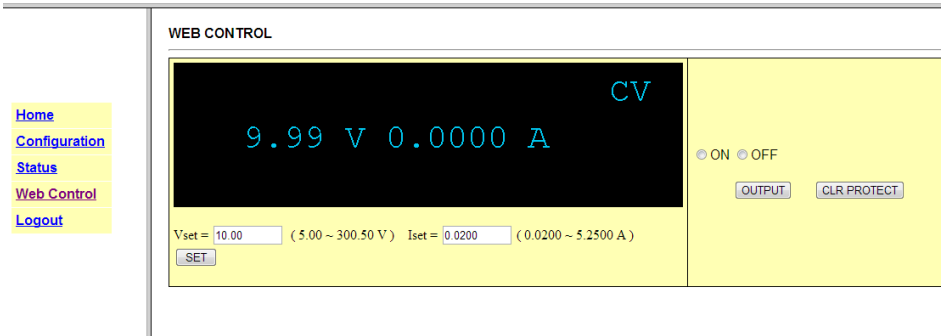 WEB CONTROL
Home
Configuration
Status
Web Control
Logout
CV
9.99 V 0.0000 A
Vset = 10.00 ( 5.00 ~ 300.50 V ) Iset = 0.0200 ( 0.0200 ~ 5.2500 A )
SET
ON OFF
OUTPUT CLR PROTECT